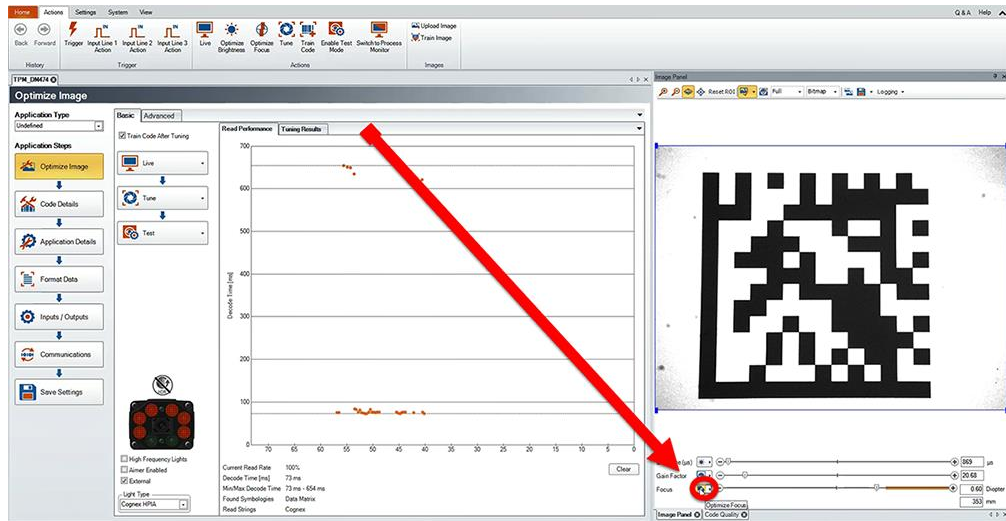 Home Actions Settings System View Q & A Help
Back Forward Trigger Input Line 1 Action Input Line 2 Action Input Line 3 Action Live Optimize Brightness Optimize Focus Tune Train Code Enable Test Mode Switch to Process Monitor Upload Image
Train Image
History Trigger Actions Images
TPM_DM474
Image Panel
Optimize Image
Reset ROI Full Bitmap Logging
Application Type
Undefined
Application Steps
Optimize Image
Code Details
Application Details
Format Data
Inputs / Outputs
Communications
Save Settings
Basic Advanced
Train Code After Tuning
Live
Tune
Test
High Frequency Lights
Aimer Enabled
External
Light Type
Cognex HPIA
Read Performance Tuning Results
700
600
500
400
300
200
100
0
Decode Time [ms]
70 65 60 55 50 45 40 35 30 25 20 15 10 5 0
Current Read Rate 100%
Decode Time [ms] 73 ms
Min/Max Decode Time 73 ms - 654 ms
Found Symbologies Data Matrix
Read Strings Cognex
Clear
(µs) 869 µs
Gain Factor 20.68
Focus 0.60 Diopter
353 mm
Optimize Focus
Image Panel Code Quality